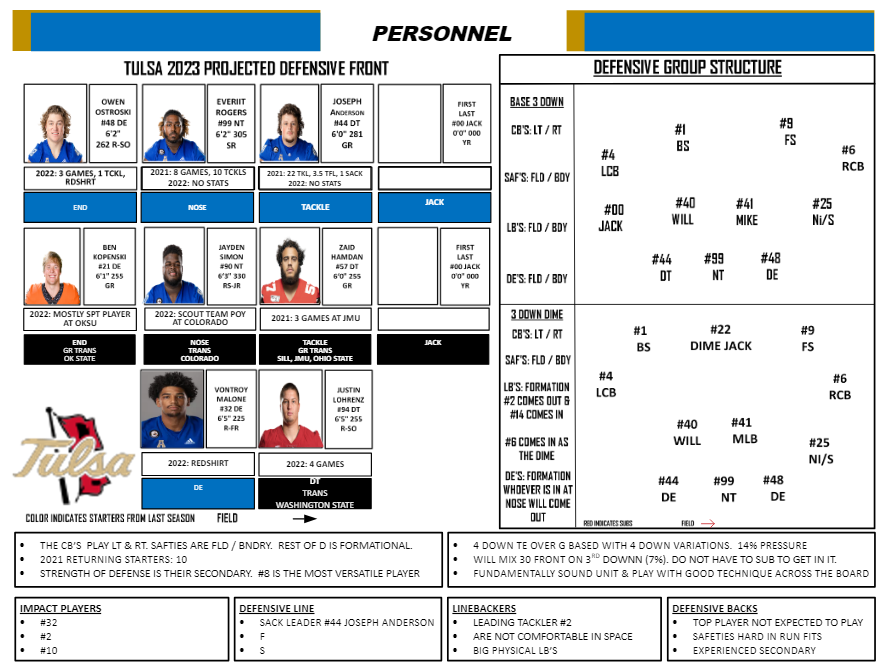 PERSONNEL
TULSA 2023 PROJECTED DEFENSIVE FRONT
OWEN
OSTROSKI
#48 DE
6'2"
262 R-SO
EVERIIT
ROGERS
#99 NT
6'2" 305
SR
JOSEPH
ANDERSON
#44 DT
6'0" 281
GR
FIRST
LAST
#00 JACK
0'0" 000
YR
2022: 3 GAMES, 1 TCKL,
RDSHRT
2021: 8 GAMES, 10 TCKLS
2022: NO STATS
2021: 22 TKL, 3.5 TFL, 1 SACK
2022: NO STATS
END
NOSE
TACKLE
JACK
BEN
KOPENSKI
#21 DE
6'1" 255
GR
JAYDEN
SIMON
#90 NT
6'3" 330
RS-JR
ZAID
HAMDAN
#57 DT
6'0" 255
GR
FIRST
LAST
#00 JACK
0'0" 000
YR
2022: MOSTLY SPT PLAYER
AT OKSU
2022: SCOUT TEAM POY
AT COLORADO
2021: 3 GAMES AT JMU
END
GR TRANS
OK STATE
NOSE
TRANS
COLORADO
TACKLE
GR TRANS
SILL, JMU, OHIO STATE
JACK
VONTROY
MALONE
#32 DE
6'5" 225
R-FR
JUSTIN
LOHRENZ
#94 DT
6'5" 255
R-SO
2022: REDSHIRT
2022: 4 GAMES
DE
DT
TRANS
WASHINGTON STATE
Tulsa
COLOR INDICATES STARTERS FROM LAST SEASON FIELD
DEFENSIVE GROUP STRUCTURE
BASE 3 DOWN
CB'S: LT / RT
SAF'S: FLD / BDY
LB'S: FLD / BDY
DE'S: FLD / BDY
#1
BS
#9
FS
#4
LCB
#6
RCB
#00
JACK
#40
WILL
#41
MIKE
#25
Ni/S
#44
DT
#99
NT
#48
DE
3 DOWN DIME
CB'S: LT / RT
SAF'S: FLD / BDY
LB'S: FORMATION
#2 COMES OUT &
#14 COMES IN
#6 COMES IN AS
THE DIME
DE'S: FORMATION
WHOEVER IS IN AT
NOSE WILL COME
OUT
#1
BS
#22
DIME JACK
#9
FS
#4
LCB
#6
RCB
#40
WILL
#41
MLB
#25
NI/S
#44
DE
#99
NT
#48
DE
RED INDICATES SUBS FIELD
• THE CB'S PLAY LT & RT. SAFTIES ARE FLD / BNDRY. REST OF D IS FORMATIONAL.
• 2021 RETURNING STARTERS: 10
STRENGTH OF DEFENSE IS THEIR SECONDARY. #8 IS THE MOST VERSATILE PLAYER
• 4 DOWN TE OVER G BASED WITH 4 DOWN VARIATIONS. 14% PRESSURE
• WILL MIX 30 FRONT ON 3RD DOWNN (7%). DO NOT HAVE TO SUB TO GET IN IT.
• FUNDAMENTALLY SOUND UNIT & PLAY WITH GOOD TECHNIQUE ACROSS THE BOARD
IMPACT PLAYERS
• #32
• #2
• #10
DEFENSIVE LINE
• SACK LEADER #44 JOSEPH ANDERSON
• F
• S
LINEBACKERS
• LEADING TACKLER #2
• ARE NOT COMFORTABLE IN SPACE
• BIG PHYSICAL LB'S
DEFENSIVE BACKS
• TOP PLAYER NOT EXPECTED TO PLAY
• SAFETIES HARD IN RUN FITS
• EXPERIENCED SECONDARY